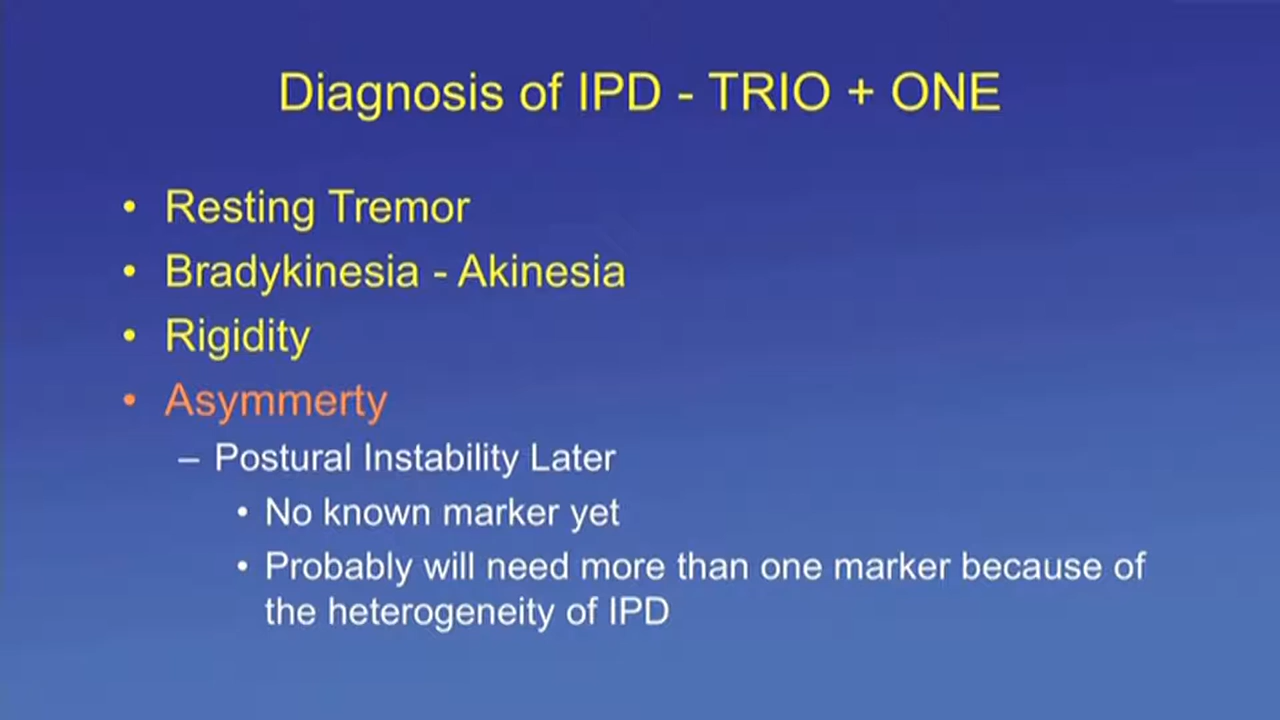 Diagnosis of IPD - TRIO + ONE
• Resting Tremor
• Bradykinesia - Akinesia
• Rigidity
• Asymmerty
– Postural Instability Later
• No known marker yet
• Probably will need more than one marker because of
the heterogeneity of IPD